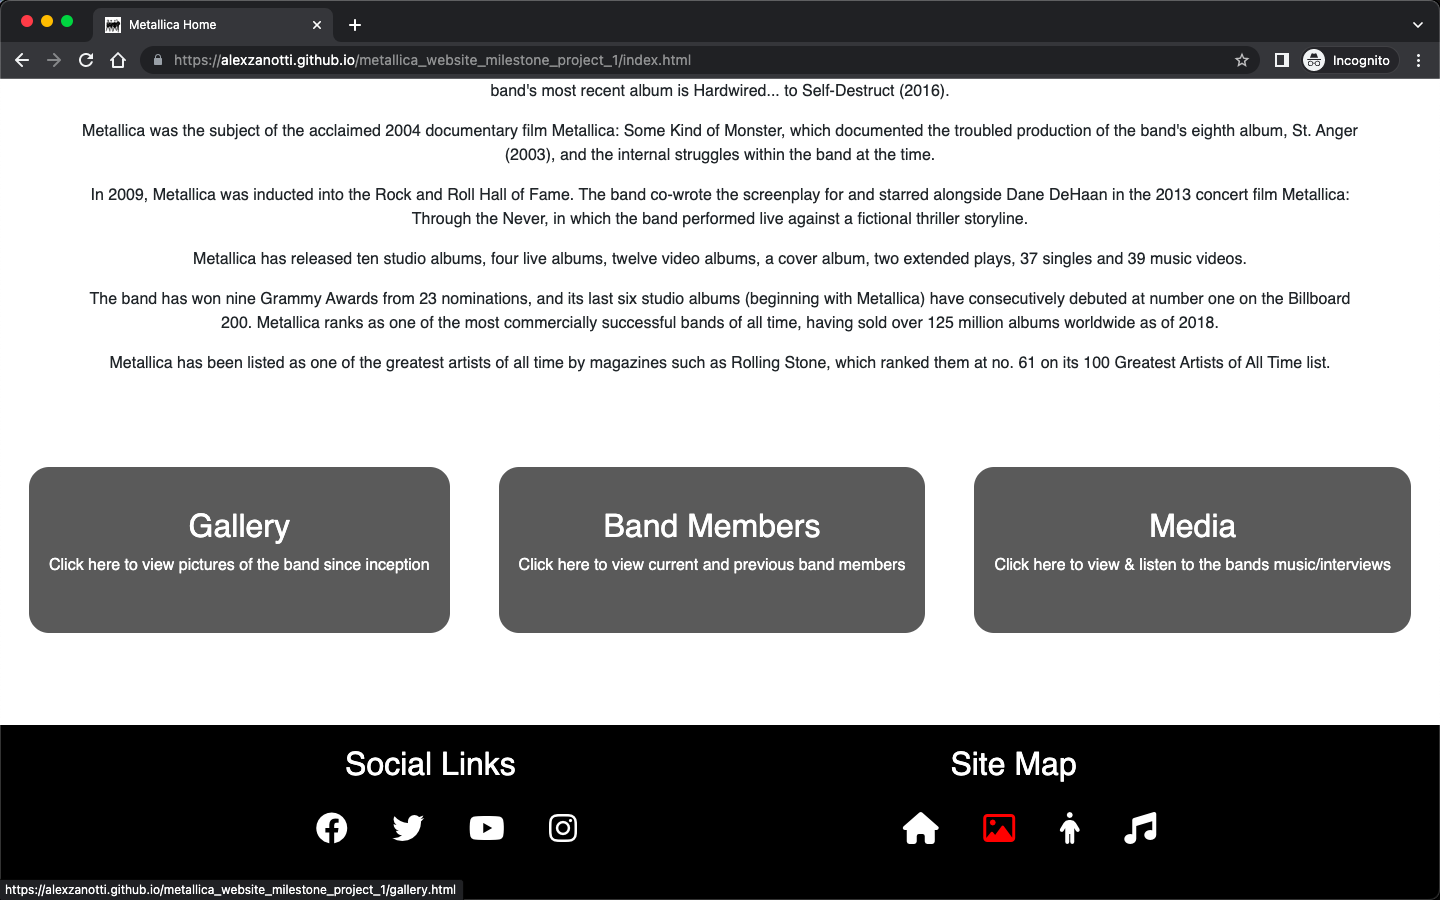 Metallica Home
https://alexzanotti.github.io/metallica_website_milestone_project_1/index.html
Incognito
band's most recent album is Hardwired... to Self-Destruct (2016).
Metallica was the subject of the acclaimed 2004 documentary film Metallica: Some Kind of Monster, which documented the troubled production of the band's eighth album, St. Anger
(2003), and the internal struggles within the band at the time.
In 2009, Metallica was inducted into the Rock and Roll Hall of Fame. The band co-wrote the screenplay for and starred alongside Dane DeHaan in the 2013 concert film Metallica:
Through the Never, in which the band performed live against a fictional thriller storyline.
Metallica has released ten studio albums, four live albums, twelve video albums, a cover album, two extended plays, 37 singles and 39 music videos.
The band has won nine Grammy Awards from 23 nominations, and its last six studio albums (beginning with Metallica) have consecutively debuted at number one on the Billboard
200. Metallica ranks as one of the most commercially successful bands of all time, having sold over 125 million albums worldwide as of 2018.
Metallica has been listed as one of the greatest artists of all time by magazines such as Rolling Stone, which ranked them at no. 61 on its 100 Greatest Artists of All Time list.
Gallery
Click here to view pictures of the band since inception
Band Members
Click here to view current and previous band members
Media
Click here to view & listen to the bands music/interviews
Social Links
Site Map
https://alexzanotti.github.io/metallica_website_milestone_project_1/gallery.html